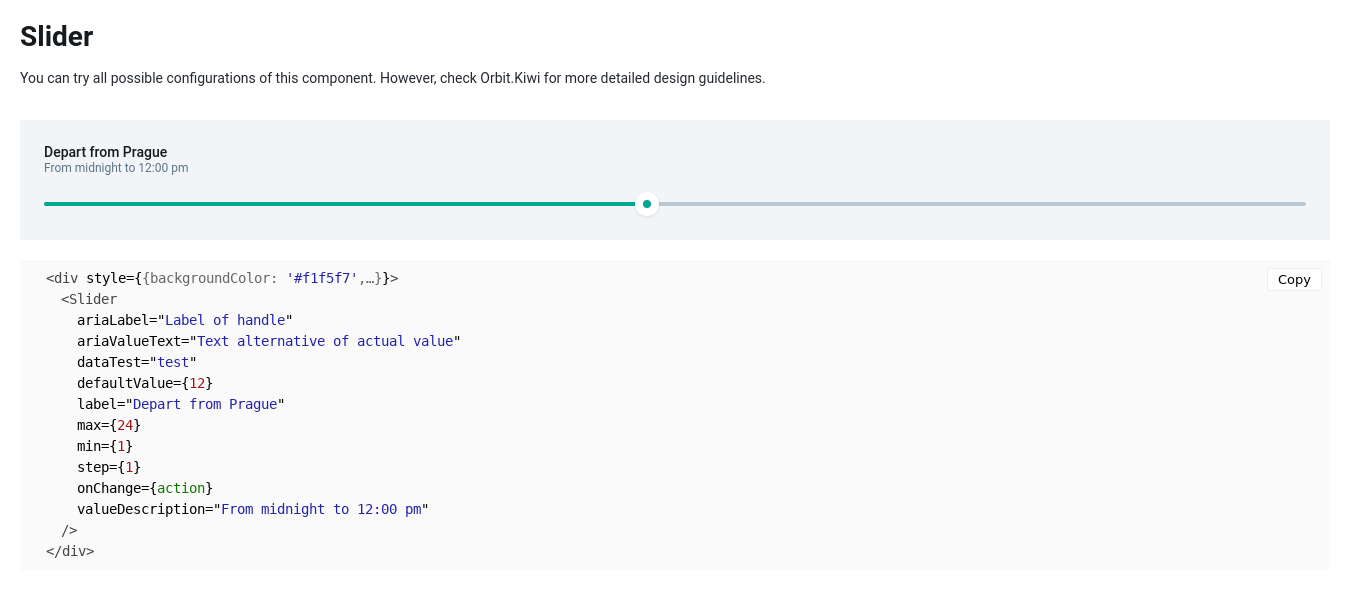 Slider
You can try all possible configurations of this component. However, check Orbit.Kiwi for more detailed design guidelines.
Depart from Prague
From midnight to 12:00 pm
<div style={{backgroundColor: '#f1f5f7',…}}>
Copy
<Slider
ariaLabel="Label of handle"
ariaValueText="Text alternative of actual value"
dataTest="test"
defaultValue={12}
label="Depart from Prague"
max={24}
min={1}
step={1}
onChange={action}
valueDescription="From midnight to 12:00 pm"
/>
</div>